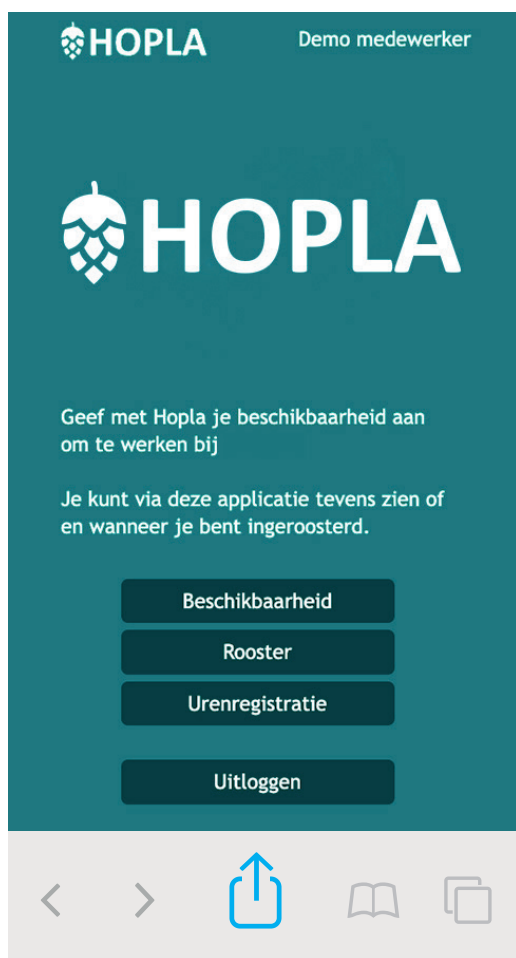 HOPLA
Demo medewerker
HOPLA
Geef met Hopla je beschikbaarheid aan
om te werken bij
Je kunt via deze applicatie tevens zien of
en wanneer je bent ingeroosterd.
Beschikbaarheid
Rooster
Urenregistratie
Uitloggen